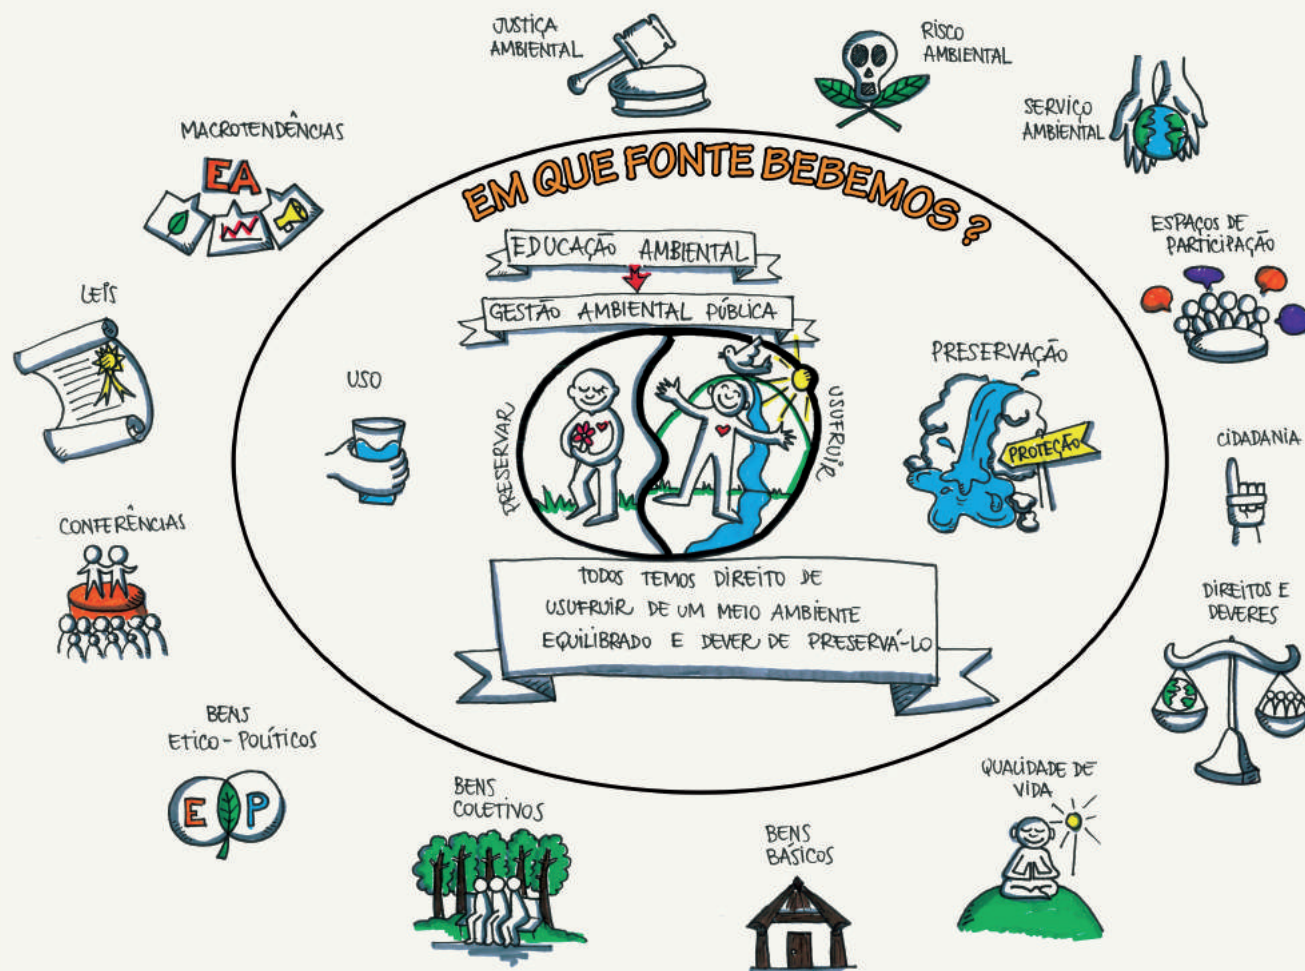 JUSTIÇA
AMBIENTAL
RISCO
AMBIENTAL
SERVIÇO
AMBIENTAL
MACROTENDÊNCIAS
EA
EM QUE FONTE BEBEMOS?
EDUCAÇÃO AMBIENTAL
GESTÃO AMBIENTAL PÚBLICA
ESPAÇOS DE
PARTICIPAÇÃO
LEIS
USO
PRESERVAR
USUFRUIR
PRESERVAÇÃO
PROTEÇÃO
CIDADANIA
CONFERÊNCIAS
TODOS TEMOS DIREITO DE
USUFRUIR DE UM MEIO AMBIENTE
EQUILIBRADO E DEVER DE PRESERVÁ-LO
DIREITOS E
DEVERES
BENS
ETICO-POLÍTICOS
E P
BENS
COLETIVOS
BENS
BÁSICOS
QUALIDADE DE
VIDA